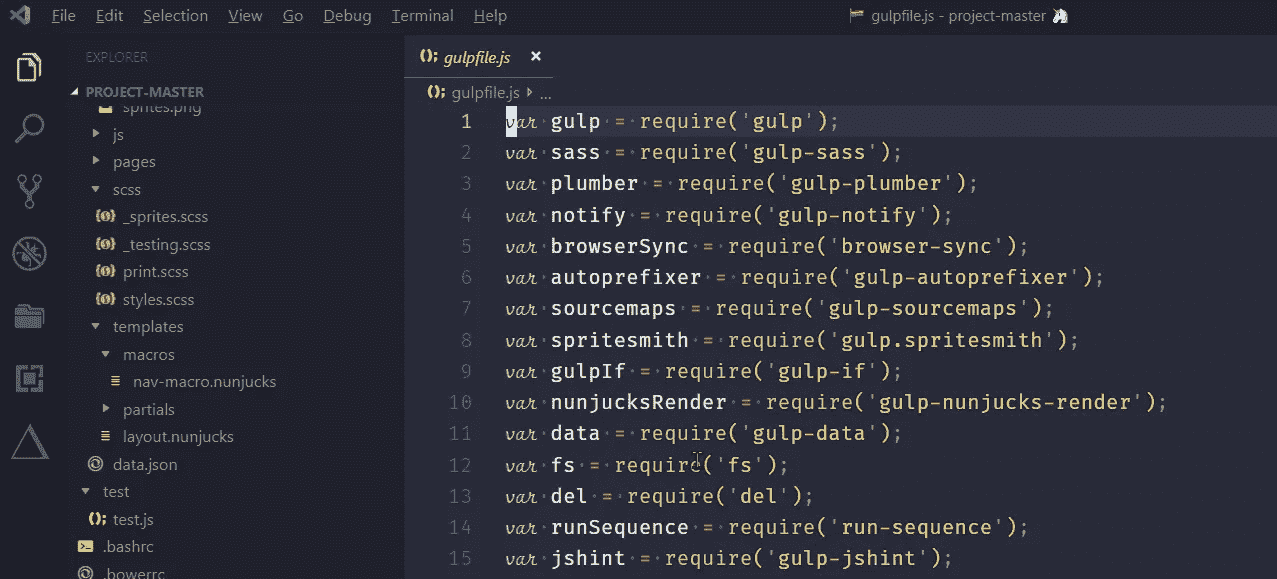 File Edit Selection View Go Debug Terminal Help
gulpfile.js - project-master
EXPLORER
PROJECT-MASTER
sprites.png
js
pages
scss
_sprites.scss
_testing.scss
print.scss
styles.scss
templates
macros
nav-macro.nunjucks
partials
layout.nunjucks
data.json
test
test.js
.bashrc
.bowerrc
gulpfile.js
gulpfile.js ...
1 var gulp = require('gulp');
2 var sass = require('gulp-sass');
3 var plumber = require('gulp-plumber');
4 var notify = require('gulp-notify');
5 var browserSync = require('browser-sync');
6 var autoprefixer = require('gulp-autoprefixer');
7 var sourcemaps = require('gulp-sourcemaps');
8 var spritesmith = require('gulp.spritesmith');
9 var gulpIf = require('gulp-if');
10 var nunjucksRender = require('gulp-nunjucks-render');
11 var data = require('gulp-data');
12 var fs = require('fs');
13 var del = require('del');
14 var runSequence = require('run-sequence');
15 var jshint = require('gulp-jshint');